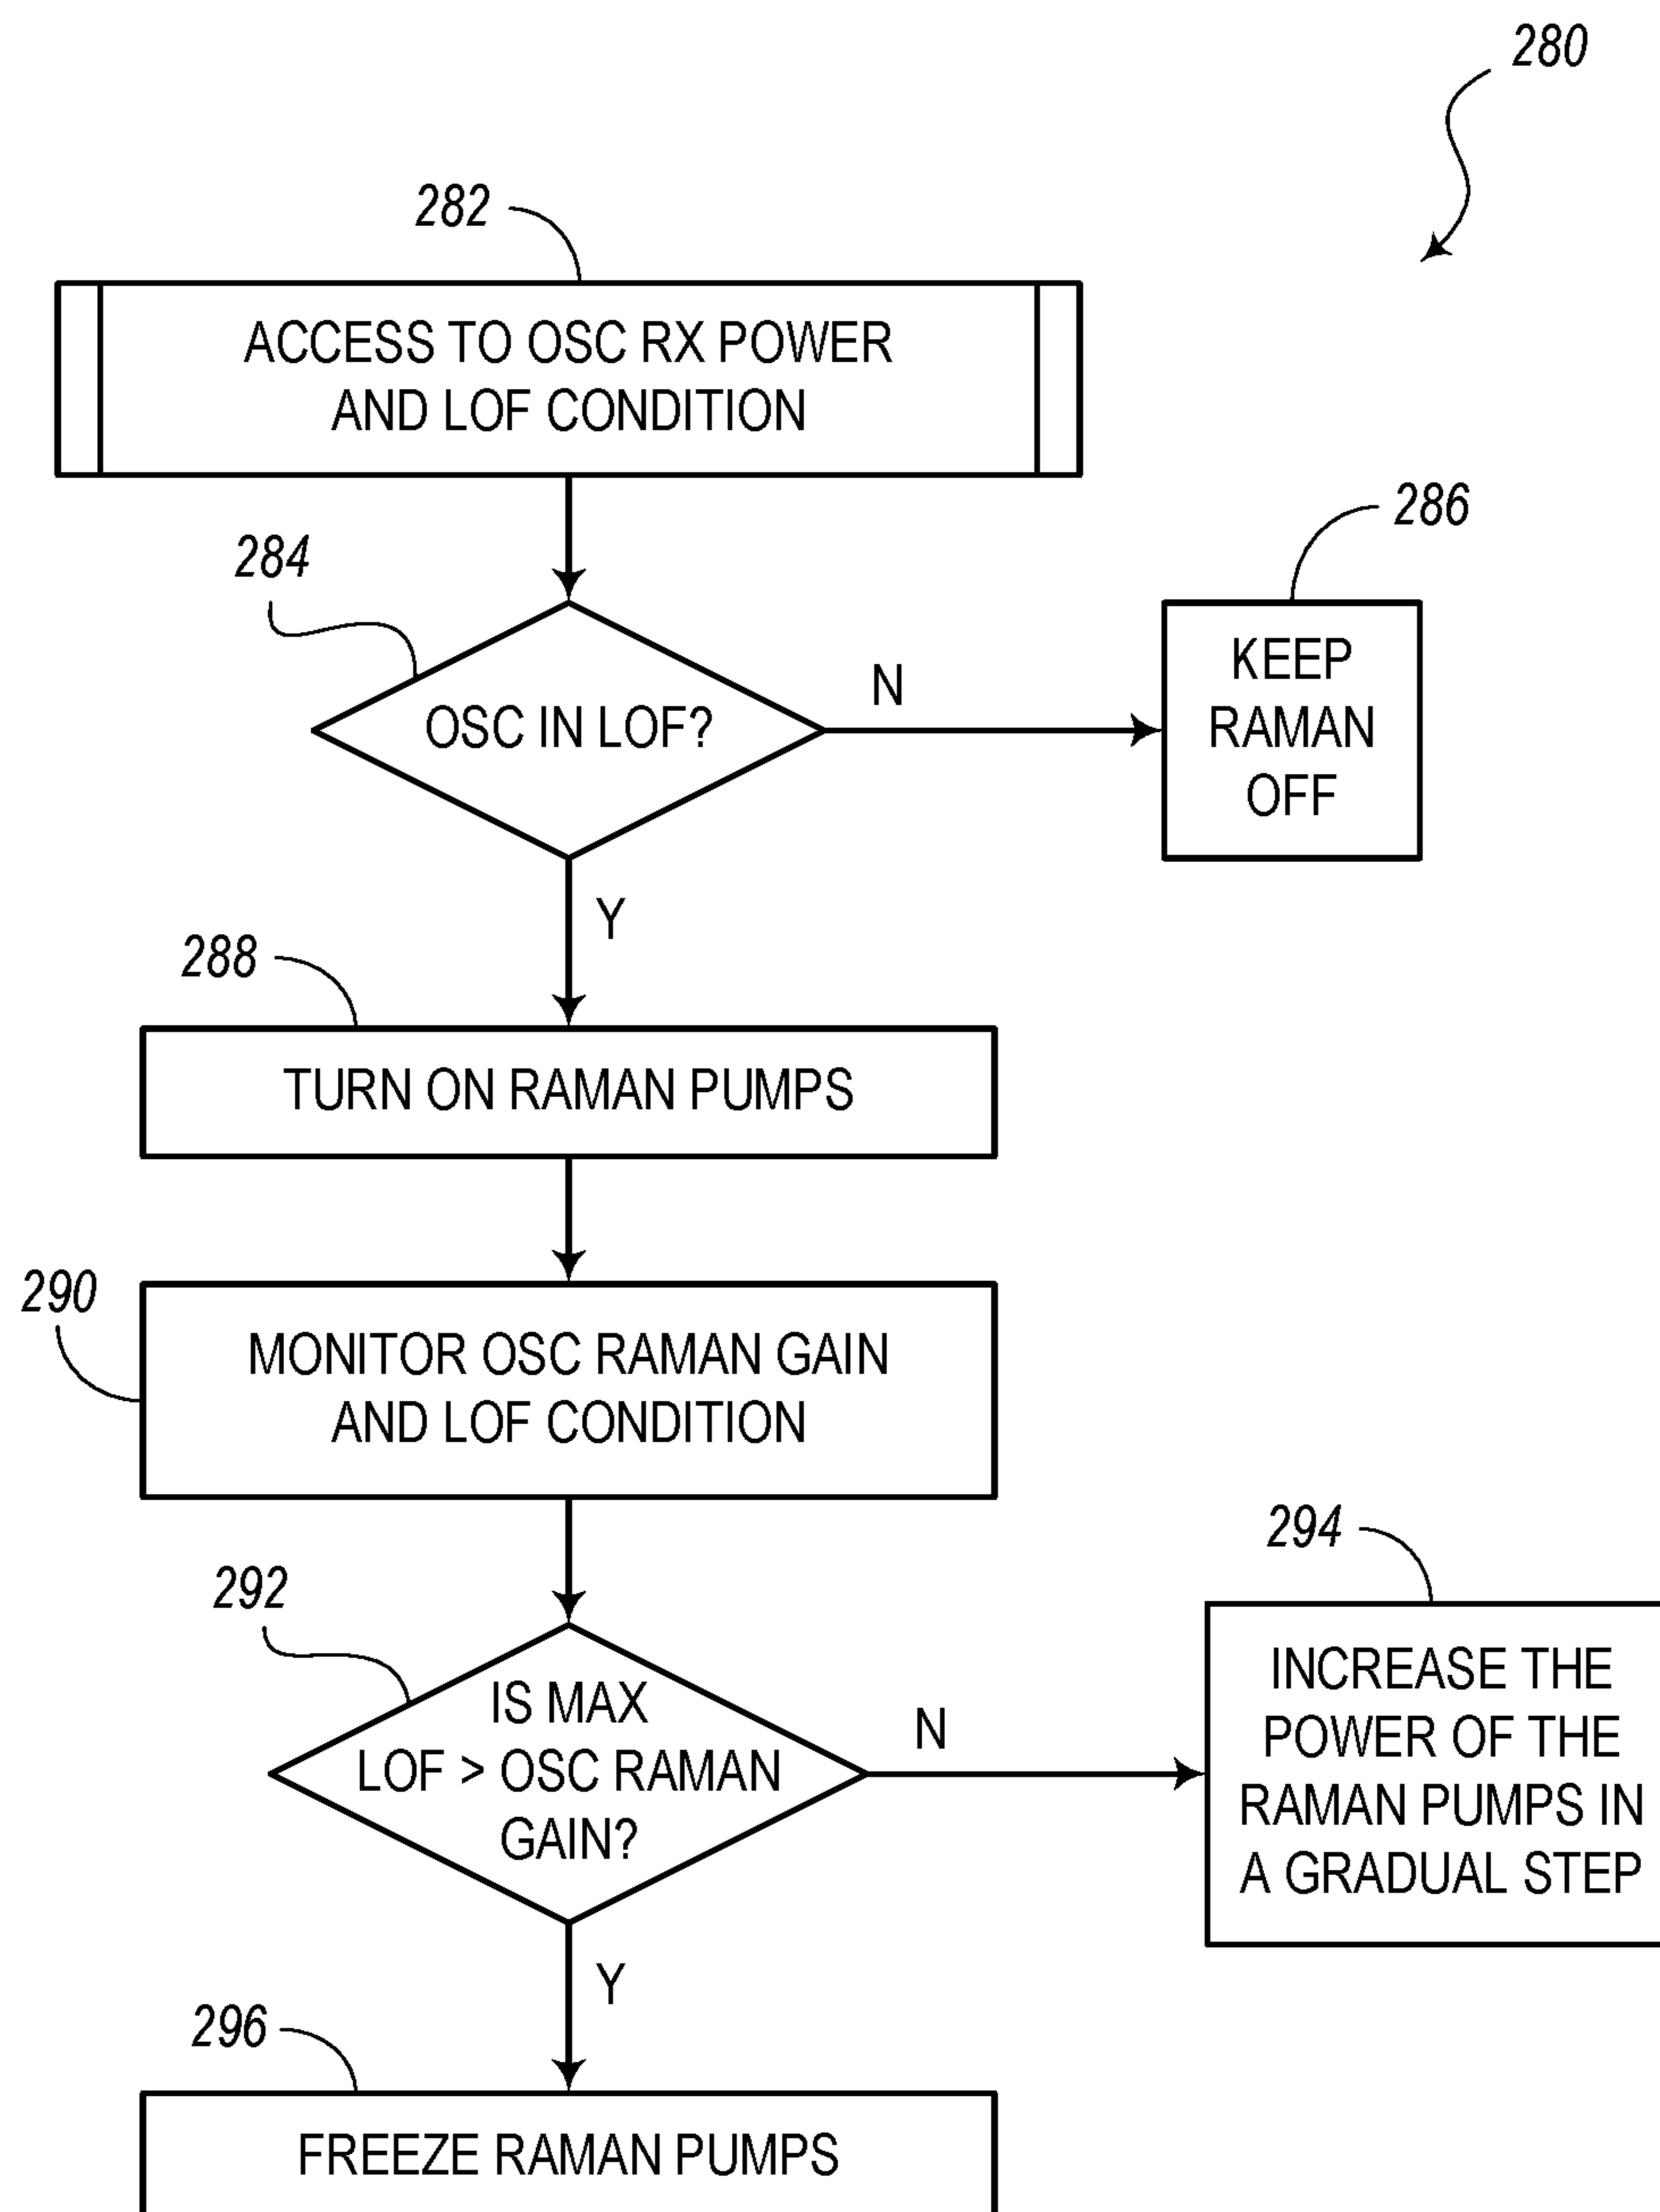 280
282
ACCESS TO OSC RX POWER
AND LOF CONDITION
284
OSC IN LOF?
N
286
KEEP
RAMAN
OFF
Y
288
TURN ON RAMAN PUMPS
290
MONITOR OSC RAMAN GAIN
AND LOF CONDITION
292
IS MAX
LOF > OSC RAMAN
GAIN?
N
294
INCREASE THE
POWER OF THE
RAMAN PUMPS IN
A GRADUAL STEP
Y
296
FREEZE RAMAN PUMPS